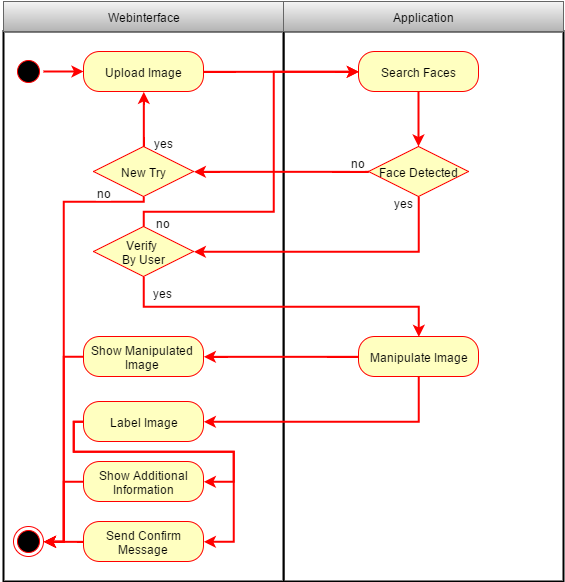 Webinterface
Application
Upload Image
Search Faces
yes
New Try
no
Face Detected
no
yes
no
Verify
By User
yes
Show Manipulated
Image
Manipulate Image
Label Image
Show Additional
Information
Send Confirm
Message